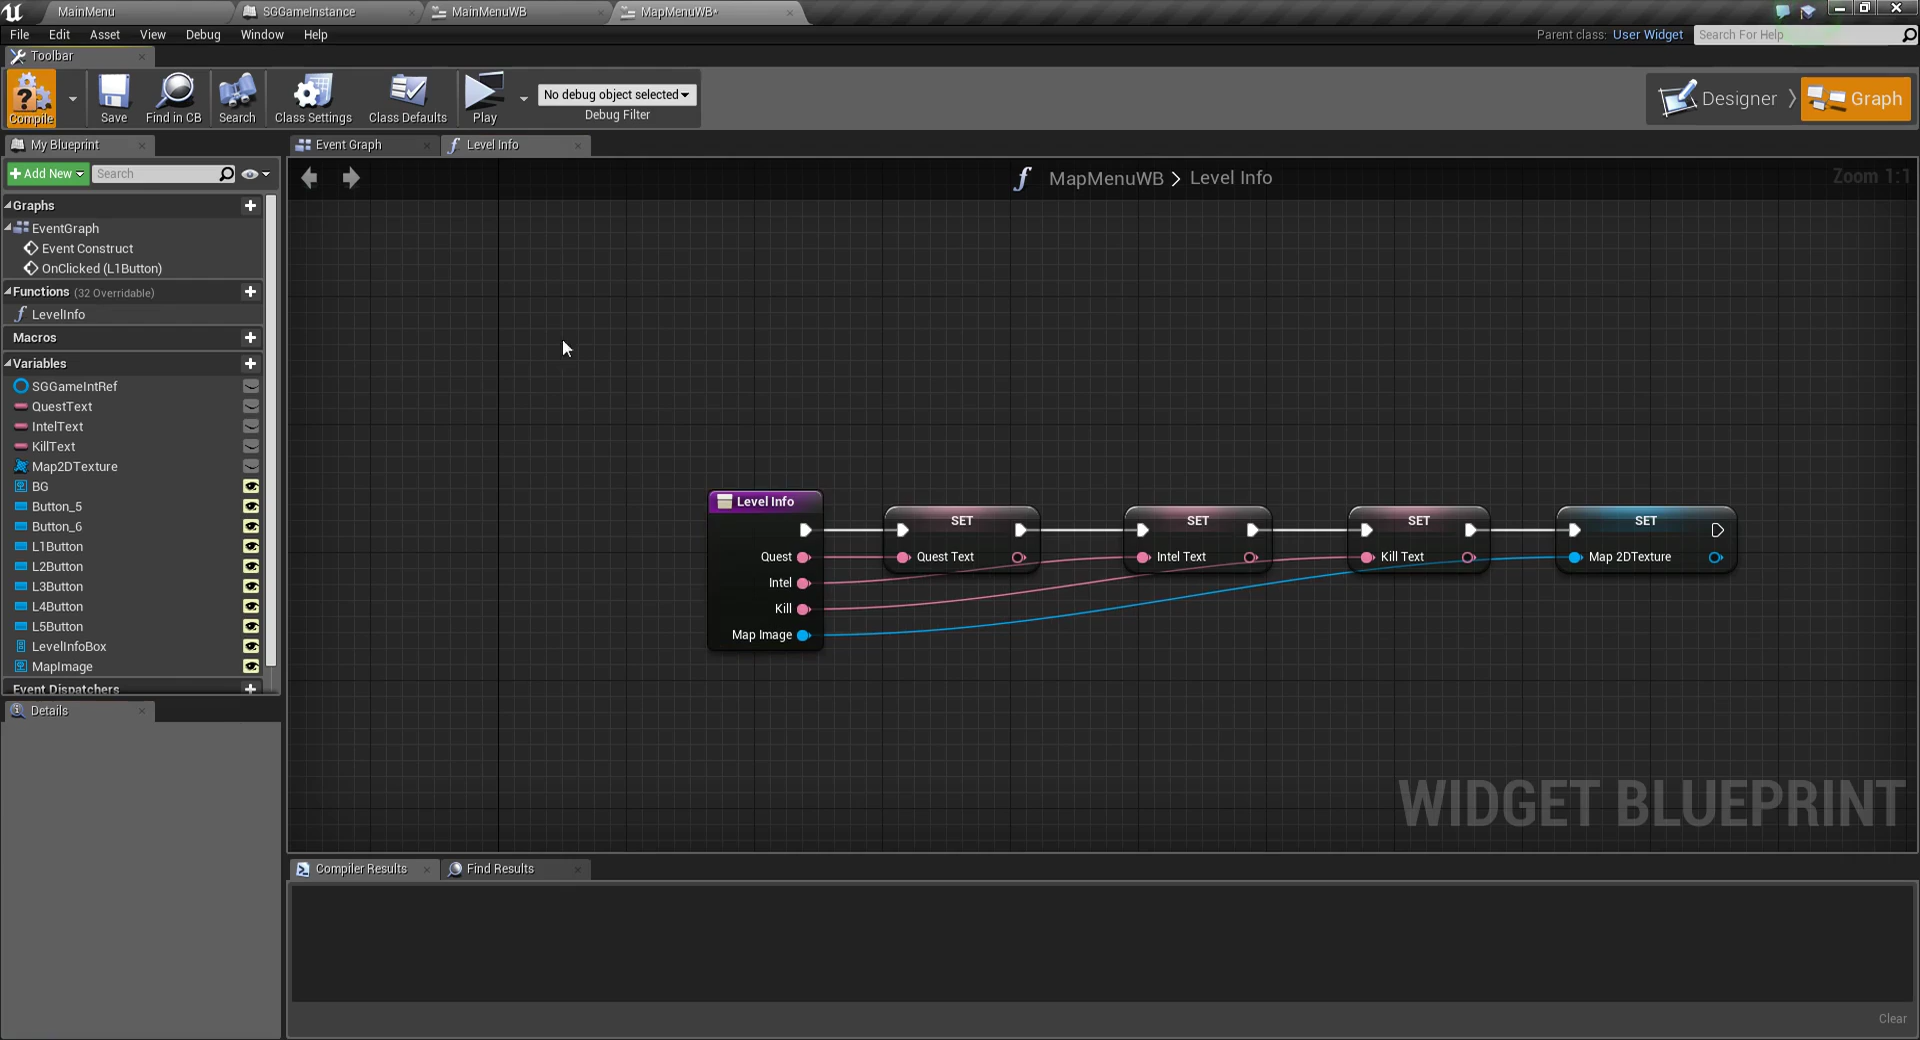 MainMenu
SGGameInstance
MainMenuWB
MapMenuWB*
File Edit Asset View Debug Window Help
Parent class: User Widget
Search For Help
Toolbar
Compile
Save
Find in CB
Search
Class Settings
Class Defaults
Play
No debug object selected
Debug Filter
Designer
Graph
My Blueprint
Event Graph
Level Info
Add New
Search
MapMenuWB > Level Info
Zoom 1:1
Graphs
EventGraph
Event Construct
OnClicked (L1Button)
Functions (32 Overridable)
LevelInfo
Macros
Variables
SGGameIntRef
QuestText
IntelText
KillText
Map2DTexture
BG
Button_5
Button_6
L1Button
L2Button
L3Button
L4Button
L5Button
LevelInfoBox
MapImage
Event Dispatchers
Details
Level Info
Quest
Intel
Kill
Map Image
SET
Quest Text
SET
Intel Text
SET
Kill Text
SET
Map 2DTexture
WIDGET BLUEPRINT
Compiler Results
Find Results
Clear